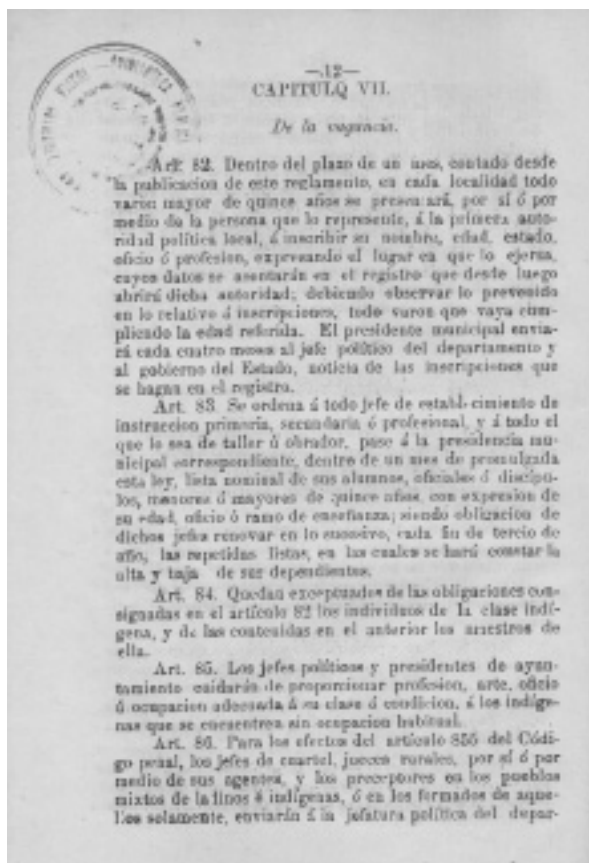 —12—
CAPITULO VII.
De la vagancia.
Art. 82. Dentro del plazo de un mes, contado desde
la publicacion de este reglamento, en cada localidad todo
varon mayor de quince años se presentará, por sí ó por
medio de la persona que lo represente, á la primera auto-
ridad política local, á inscribir su nombre, edad, estado,
oficio ó profesion, expresando el lugar en que lo ejerza,
cuyos datos se asentarán en el registro que desde luego
abrirá dicha autoridad; debiendo observar lo prevenido
en lo relativo á inscripciones, todo varon que vaya cum-
pliendo la edad referida. El presidente municipal envia-
rá cada cuatro meses al jefe político del departamento y
al gobierno del Estado, noticia de las inscripciones que
se hagan en el registro.
Art. 83. Se ordena á todo jefe de establecimiento de
instruccion primaria, secundaria ó profesional, y á todo el
que lo sea de taller ú obrador, pase á la presidencia mu-
nicipal correspondiente, dentro de un mes de promulgada
esta ley, lista nominal de sus alumnos, oficiales ó discípu-
los, menores ó mayores de quince años, con expresion de
su edad, oficio ó ramo de enseñanza; siendo obligacion de
dichos jefes renovar en lo sucesivo, cada fin de tercio de
año, las repetidas listas, en las cuales se hará constar la
alta y baja de sus dependientes.
Art. 84. Quedan exceptuados de las obligaciones con-
signadas en el artículo 82 los individuos de la clase indí-
gena, y de las contenidas en el anterior los maestros de
ella.
Art. 85. Los jefes políticos y presidentes de ayun-
tamiento cuidarán de proporcionar profesion, arte, oficio
ú ocupacion adecuada á su clase ó condicion, á los indíge-
nas que se encuentren sin ocupacion habitual.
Art. 86. Para los efectos del artículo 855 del Códi-
go penal, los jefes de cuartel, jueces rurales, por sí ó por
medio de sus agentes, y los preceptores en los pueblos
mixtos de ladinos é indígenas, ó en los formados de aque-
llos solamente, enviarán á la jefatura política del depar-